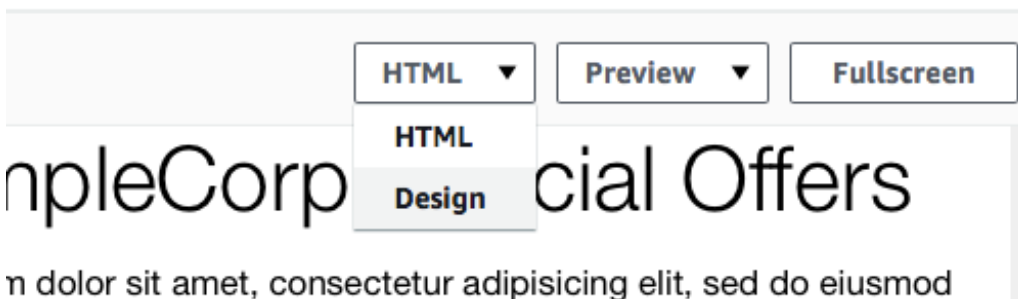 HTML ▼ Preview ▼ Fullscreen
HTML
npleCorp cial Offers
Design
m dolor sit amet, consectetur adipisicing elit, sed do eiusmod